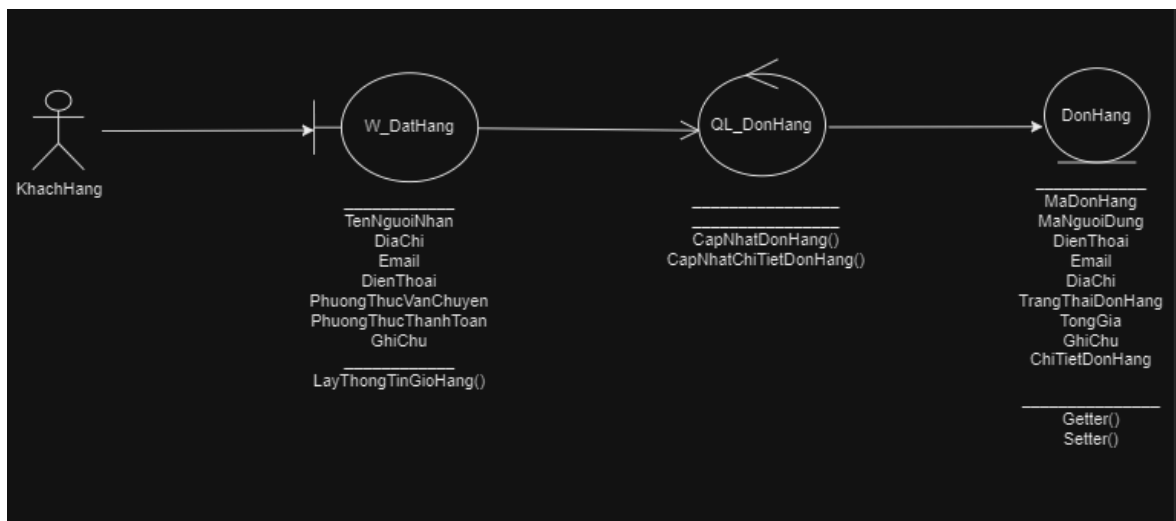 KhachHang
W_DatHang
TenNguoiNhan
DiaChi
Email
DienThoai
PhuongThucVanChuyen
PhuongThucThanhToan
GhiChu
LayThongTinGioHang()
QL_DonHang
CapNhatDonHang()
CapNhatChiTietDonHang()
DonHang
MaDonHang
MaNguoiDung
DienThoai
Email
DiaChi
TrangThaiDonHang
TongGia
GhiChu
ChiTietDonHang
Getter()
Setter()